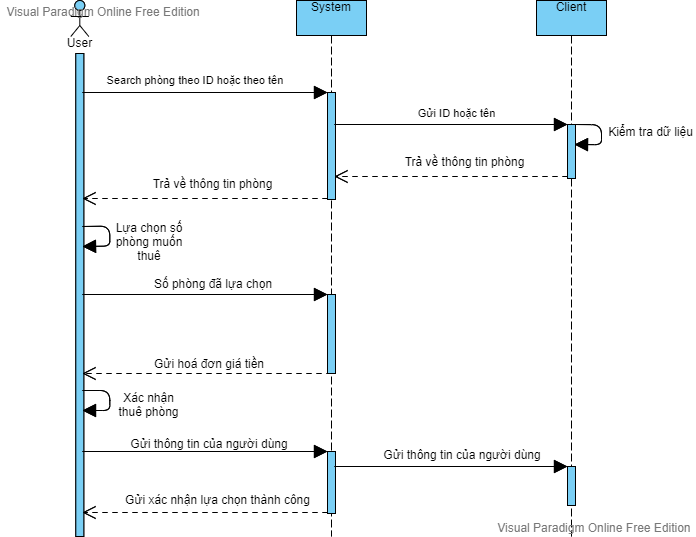 Visual Paradigm Online Free Edition
User
System
Client
Search phòng theo ID hoặc theo tên
Gửi ID hoặc tên
Kiểm tra dữ liệu
Trả về thông tin phòng
Trả về thông tin phòng
Lựa chọn số
phòng muốn
thuê
Số phòng đã lựa chọn
Gửi hoá đơn giá tiền
Xác nhận
thuê phòng
Gửi thông tin của người dùng
Gửi thông tin của người dùng
Gửi xác nhận lựa chọn thành công
Visual Paradigm Online Free Edition